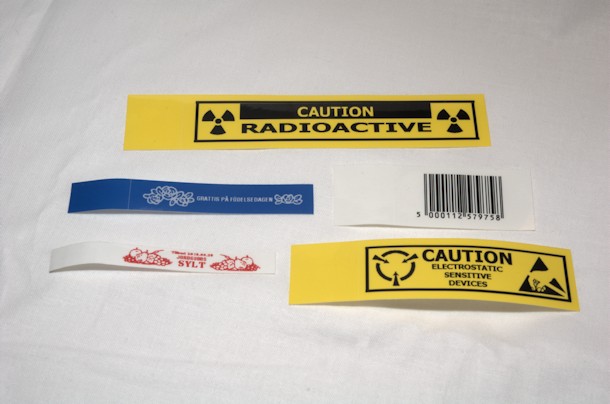 CAUTION
RADIOACTIVE
GRATTIS PÅ FÖDELSEDAGEN
5 000112 579758
SYLT
CAUTION
ELECTROSTATIC
SENSITIVE
DEVICES